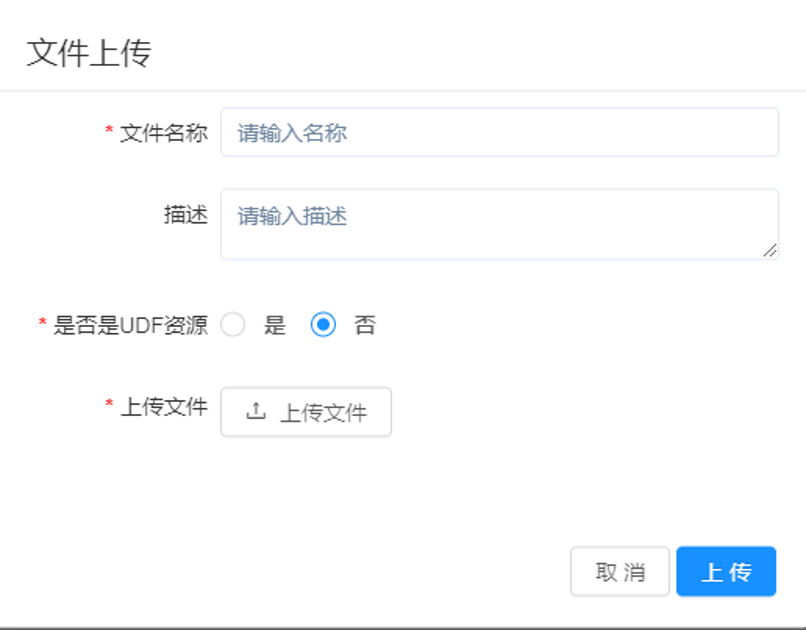 文件上传
* 文件名称 请输入名称
描述 请输入描述
* 是否是UDF资源 是 否
* 上传文件 上传文件
取 消 上 传